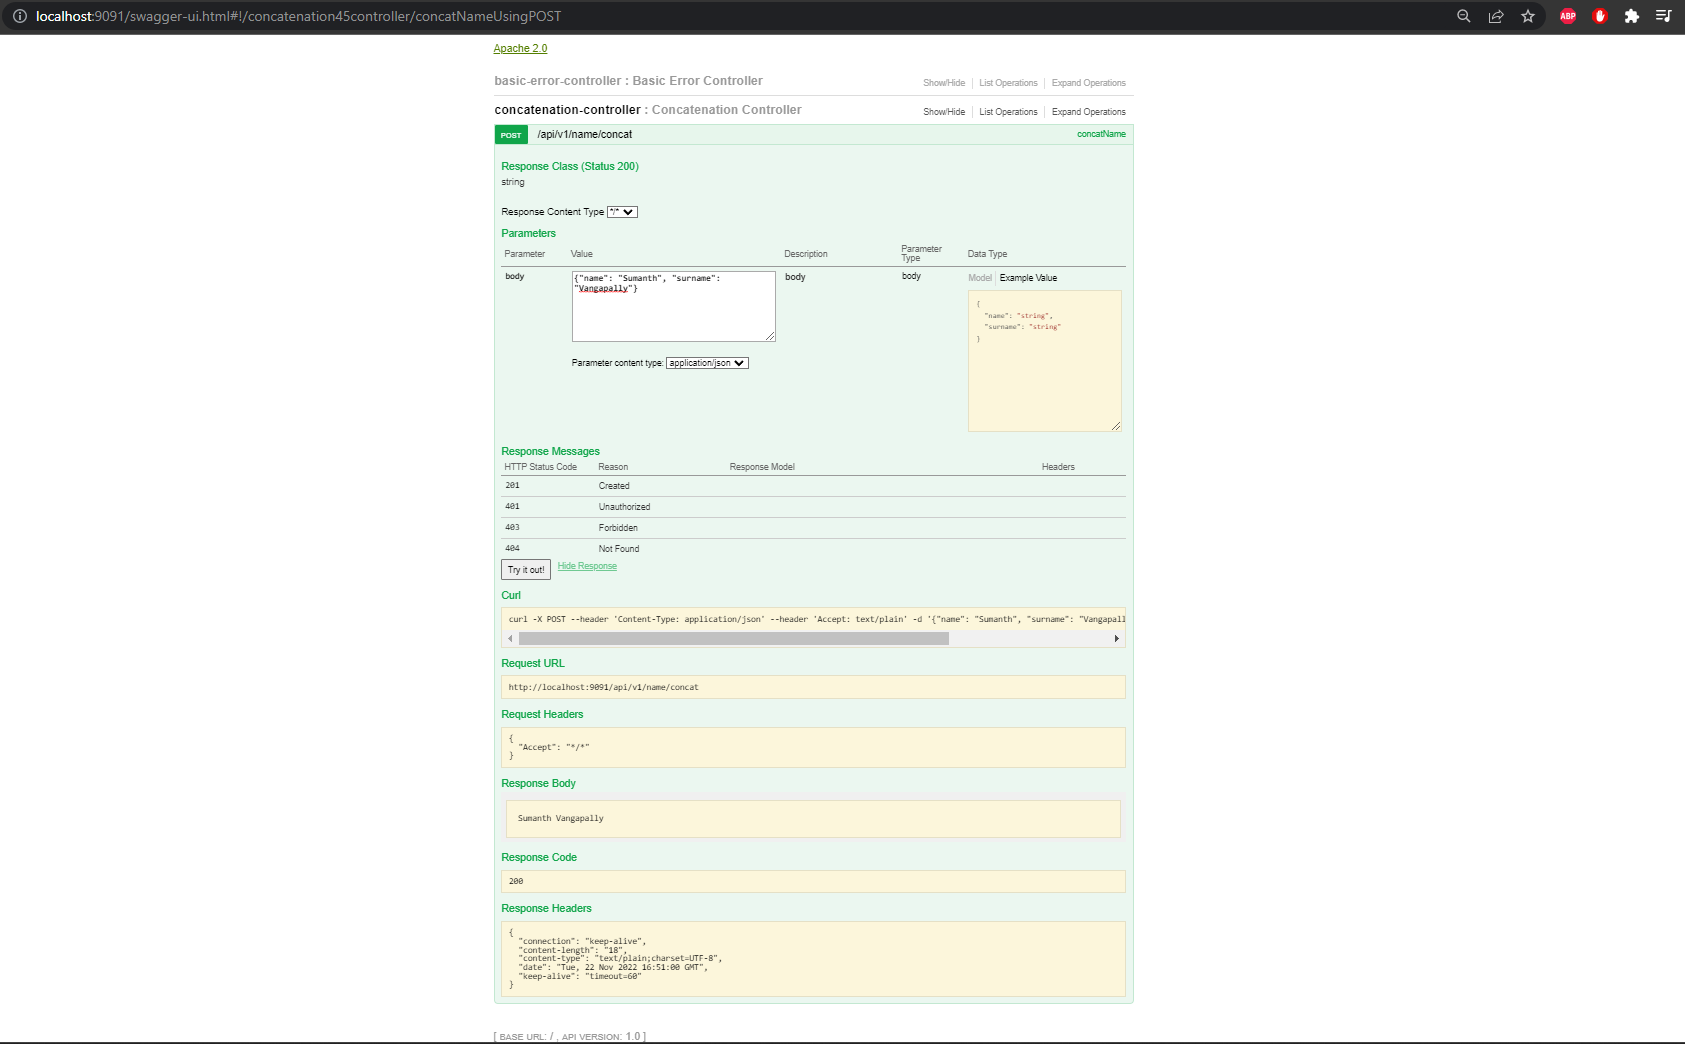 localhost:9091/swagger-ui.html#!/concatenation45controller/concatNameUsingPOST
ABP
Apache 2.0
basic-error-controller : Basic Error Controller
Show/Hide List Operations Expand Operations
concatenation-controller : Concatenation Controller
Show/Hide List Operations Expand Operations
POST /api/v1/name/concat concatName
Response Class (Status 200)
string
Response Content Type */*
Parameters
Parameter Value Description Parameter Type Data Type
body
{"name": "Sumanth", "surname":
"Vangapally"}
body
body
Model Example Value
{
"name": "string",
"surname": "string"
}
Parameter content type: application/json
Response Messages
HTTP Status Code Reason Response Model Headers
201 Created
401 Unauthorized
403 Forbidden
404 Not Found
Try it out! Hide Response
Curl
curl -X POST --header 'Content-Type: application/json' --header 'Accept: text/plain' -d '{"name": "Sumanth", "surname": "Vangapall
Request URL
http://localhost:9091/api/v1/name/concat
Request Headers
{
"Accept": "*/*"
}
Response Body
Sumanth Vangapally
Response Code
200
Response Headers
{
"connection": "keep-alive",
"content-length": "18",
"content-type": "text/plain;charset=UTF-8",
"date": "Tue, 22 Nov 2022 16:51:00 GMT",
"keep-alive": "timeout=60"
}
[ BASE URL: / , API VERSION: 1.0 ]